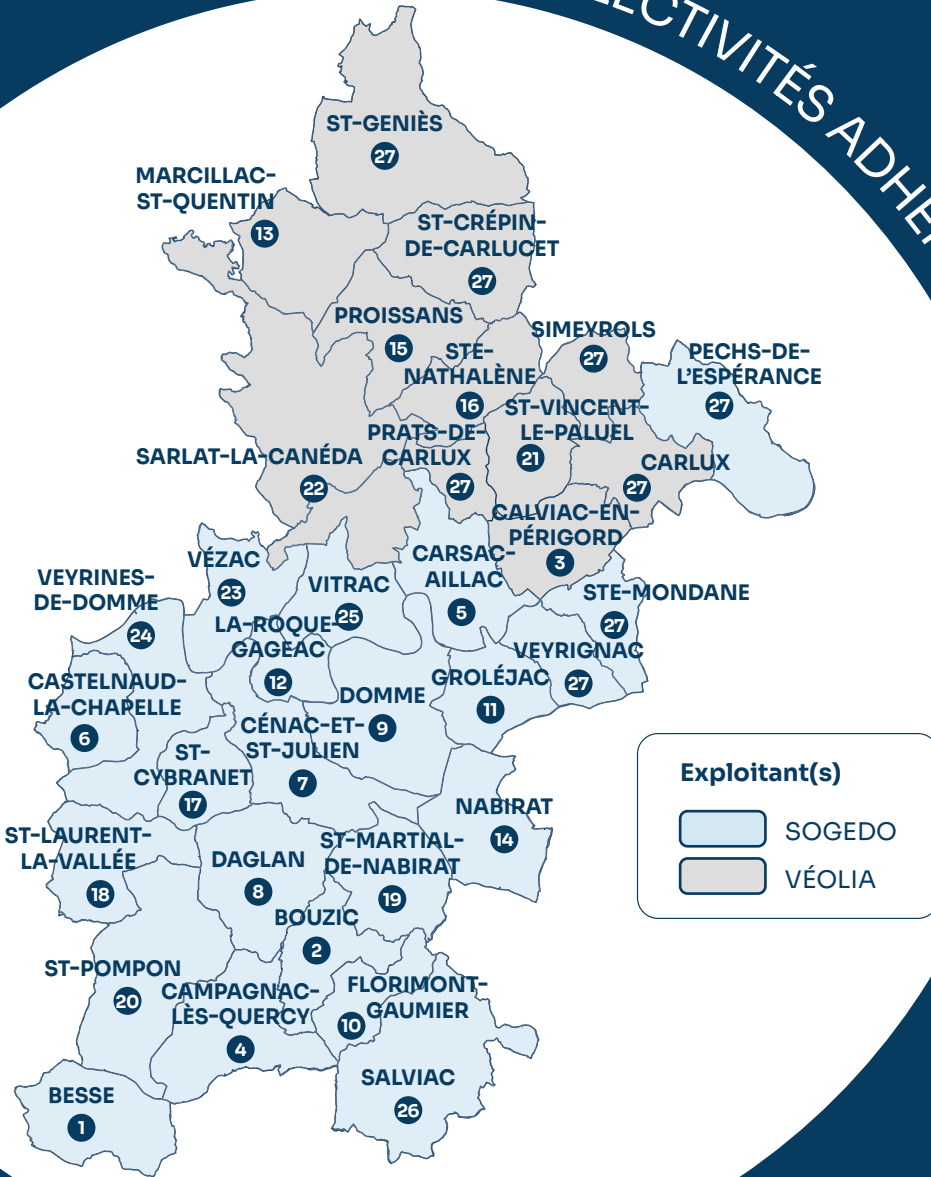 ECTIVITÉS ADHÉ
ST-GENIÈS
27
MARCILLAC-
ST-QUENTIN
13
ST-CRÉPIN-
DE-CARLUCET
27
PROISSANS
15
SIMEYROLS
27
STE-
NATHALÈNE
16
PECHS-DE-
L'ESPÉRANCE
27
ST-VINCENT-
LE-PALUEL
21
PRATS-DE-
CARLUX
27
SARLAT-LA-CANÉDA
22
CARLUX
27
CALVIAC-EN-
PÉRIGORD
3
VÉZAC
23
CARSAC-
AILLAC
5
VITRAC
25
VEYRINES-
DE-DOMME
24
STE-MONDANE
27
LA-ROQUE-
GAGEAC
12
VEYRIGNAC
27
CASTELNAUD-
LA-CHAPELLE
6
GROLÉJAC
11
DOMME
9
CÉNAC-ET-
ST-JULIEN
7
ST-
CYBRANET
17
Exploitant(s)
SOGEDO
VÉOLIA
NABIRAT
14
ST-LAURENT-
LA-VALLÉE
18
DAGLAN
8
ST-MARTIAL-
DE-NABIRAT
19
BOUZIC
2
ST-POMPON
20
CAMPAGNAC-
LÈS-QUERCY
4
FLORIMONT-
GAUMIER
10
SALVIAC
26
BESSE
1